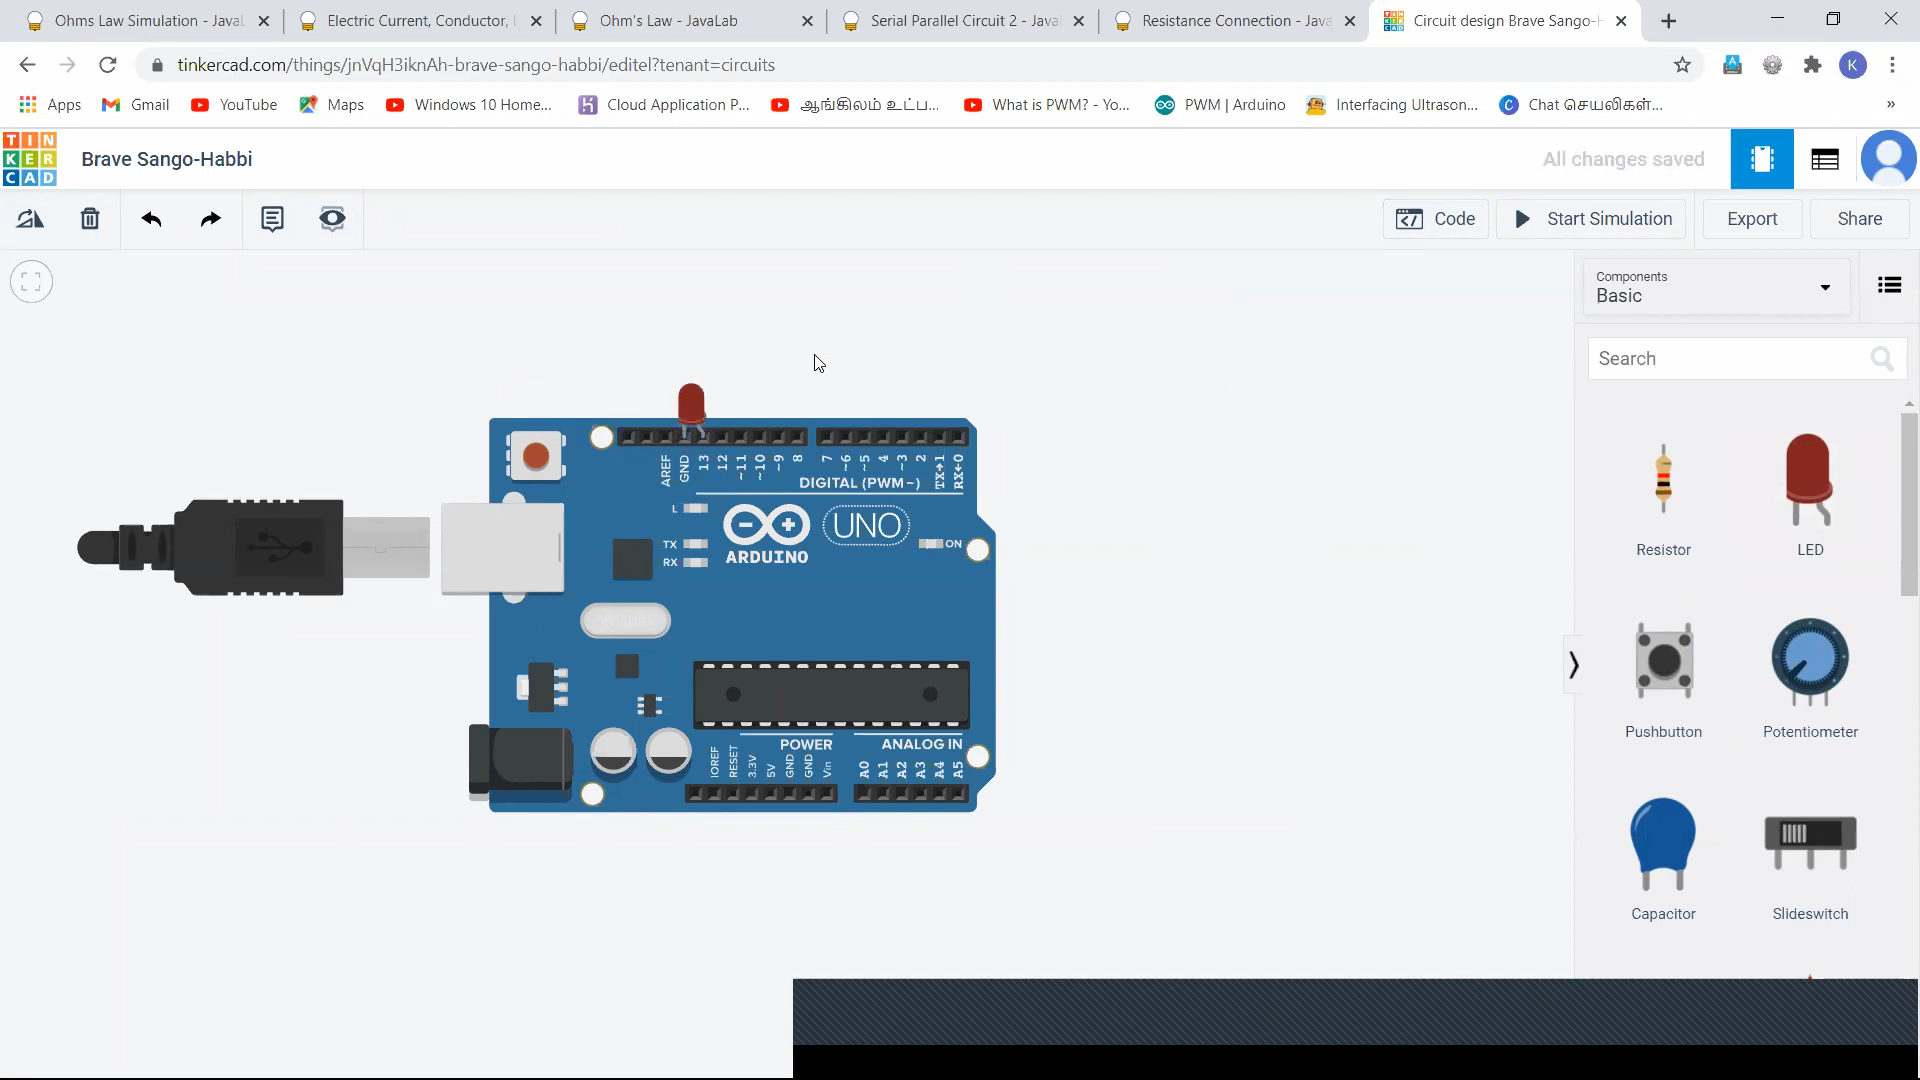 Ohms Law Simulation - JavaL
Electric Current, Conductor, I
Ohm's Law - JavaLab
Serial Parallel Circuit 2 - Java
Resistance Connection - Java
Circuit design Brave Sango-H
tinkercad.com/things/jnVqH3iknAh-brave-sango-habbi/editel?tenant=circuits
K
Apps
Gmail
YouTube
Maps
Windows 10 Home...
Cloud Application P...
ஆங்கிலம் உட்ப...
What is PWM? - Yo...
PWM | Arduino
Interfacing Ultrason...
Chat செயலிகள்...
»
TIN
KER
CAD
Brave Sango-Habbi
All changes saved
Code
Start Simulation
Export
Share
Components
Basic
Search
Resistor
LED
Pushbutton
Potentiometer
Capacitor
Slideswitch
AREF
GND
13
12
~11
~10
~9
8
7
~6
~5
4
~3
2
TX→1
RX←0
DIGITAL (PWM~)
L
TX
RX
ARDUINO
UNO
ON
POWER
ANALOG IN
IOREF
RESET
3.3V
5V
GND
GND
Vin
A0
A1
A2
A3
A4
A5